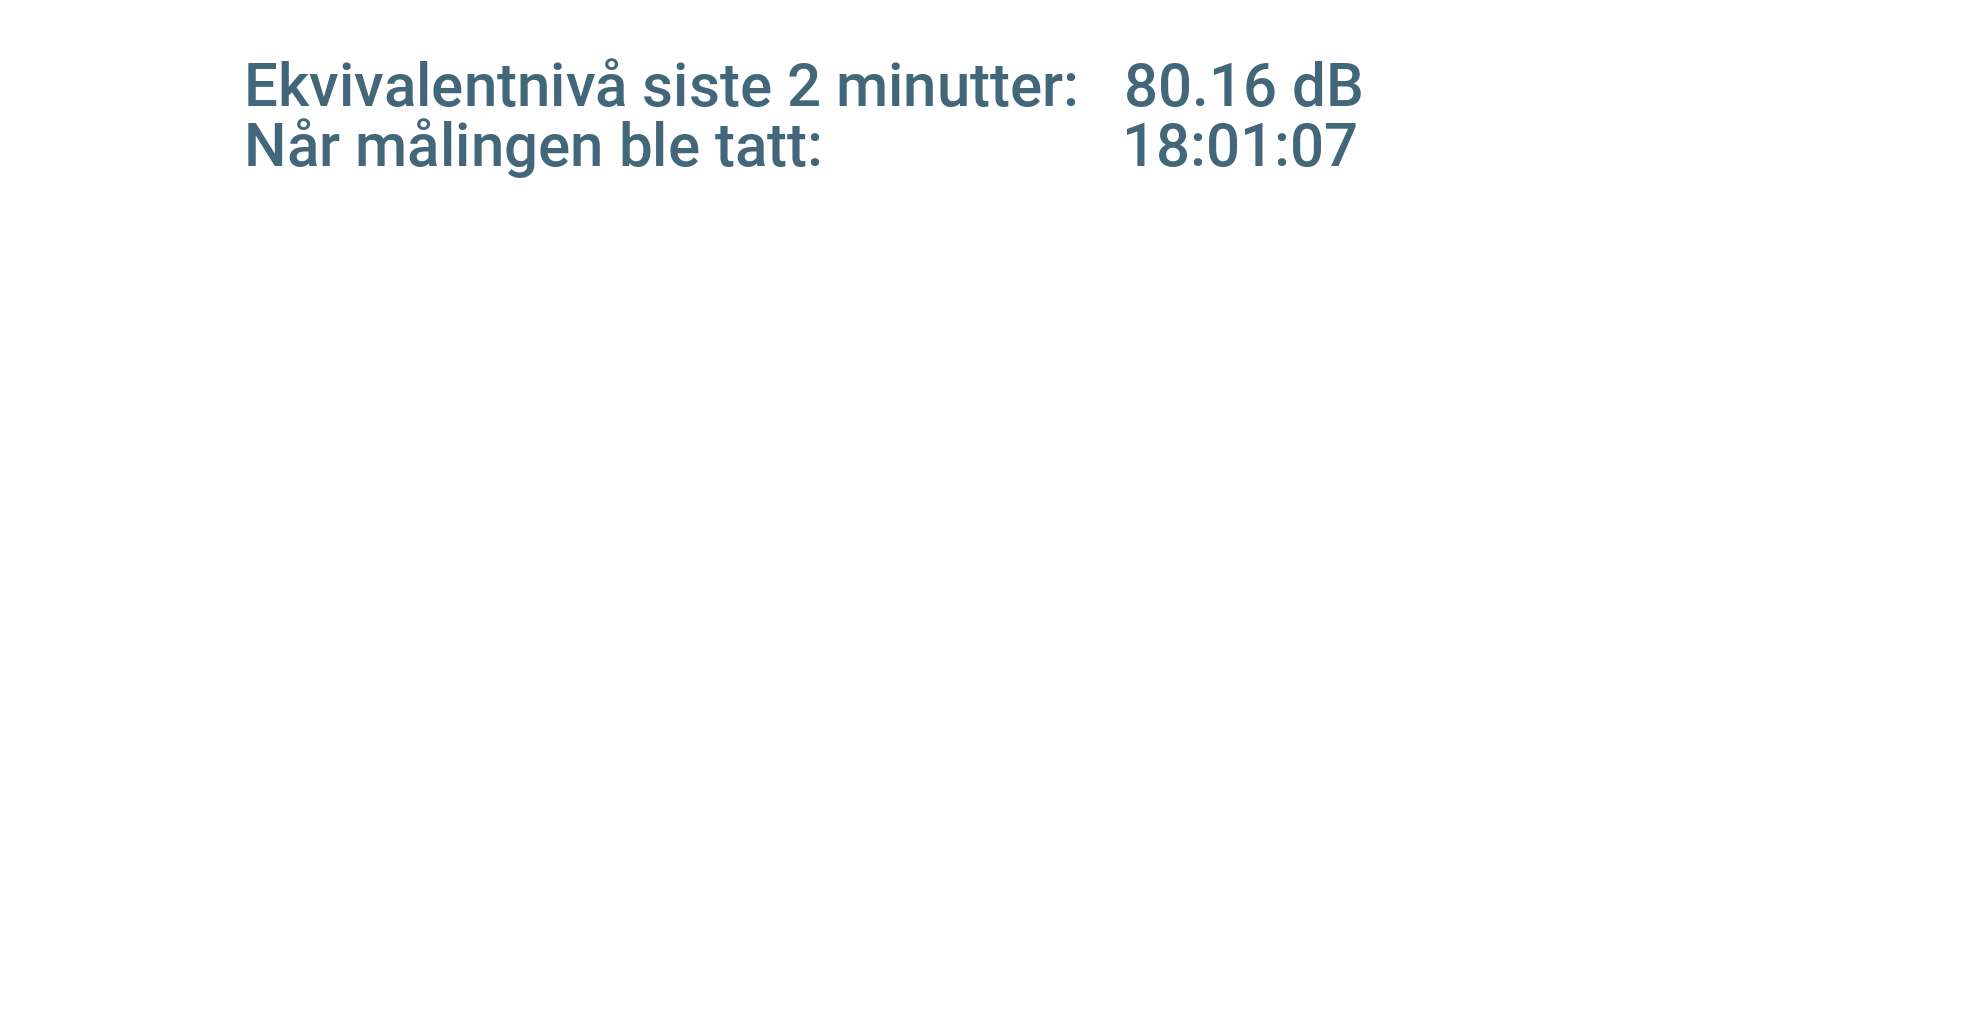 Ekvivalentnivå siste 2 minutter: 80.16 dB
Når målingen ble tatt: 18:01:07